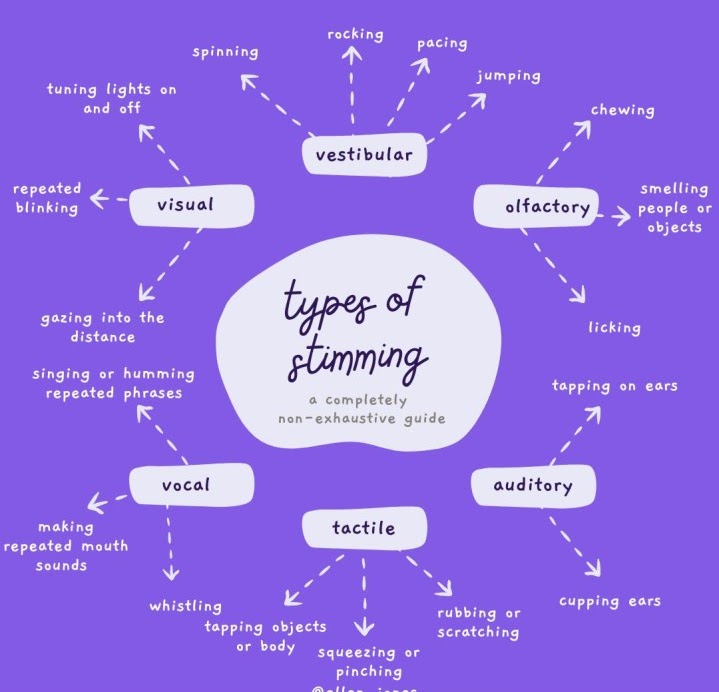 rocking
pacing
spinning
jumping
tuning lights on
and off
chewing
vestibular
repeated
blinking
visual
olfactory
smelling
people or
objects
types of
stimming
a completely
non-exhaustive guide
gazing into the
distance
licking
singing or humming
repeated phrases
tapping on ears
vocal
auditory
making
repeated mouth
sounds
tactile
whistling
cupping ears
tapping objects
or body
squeezing or
pinching
rubbing or
scratching